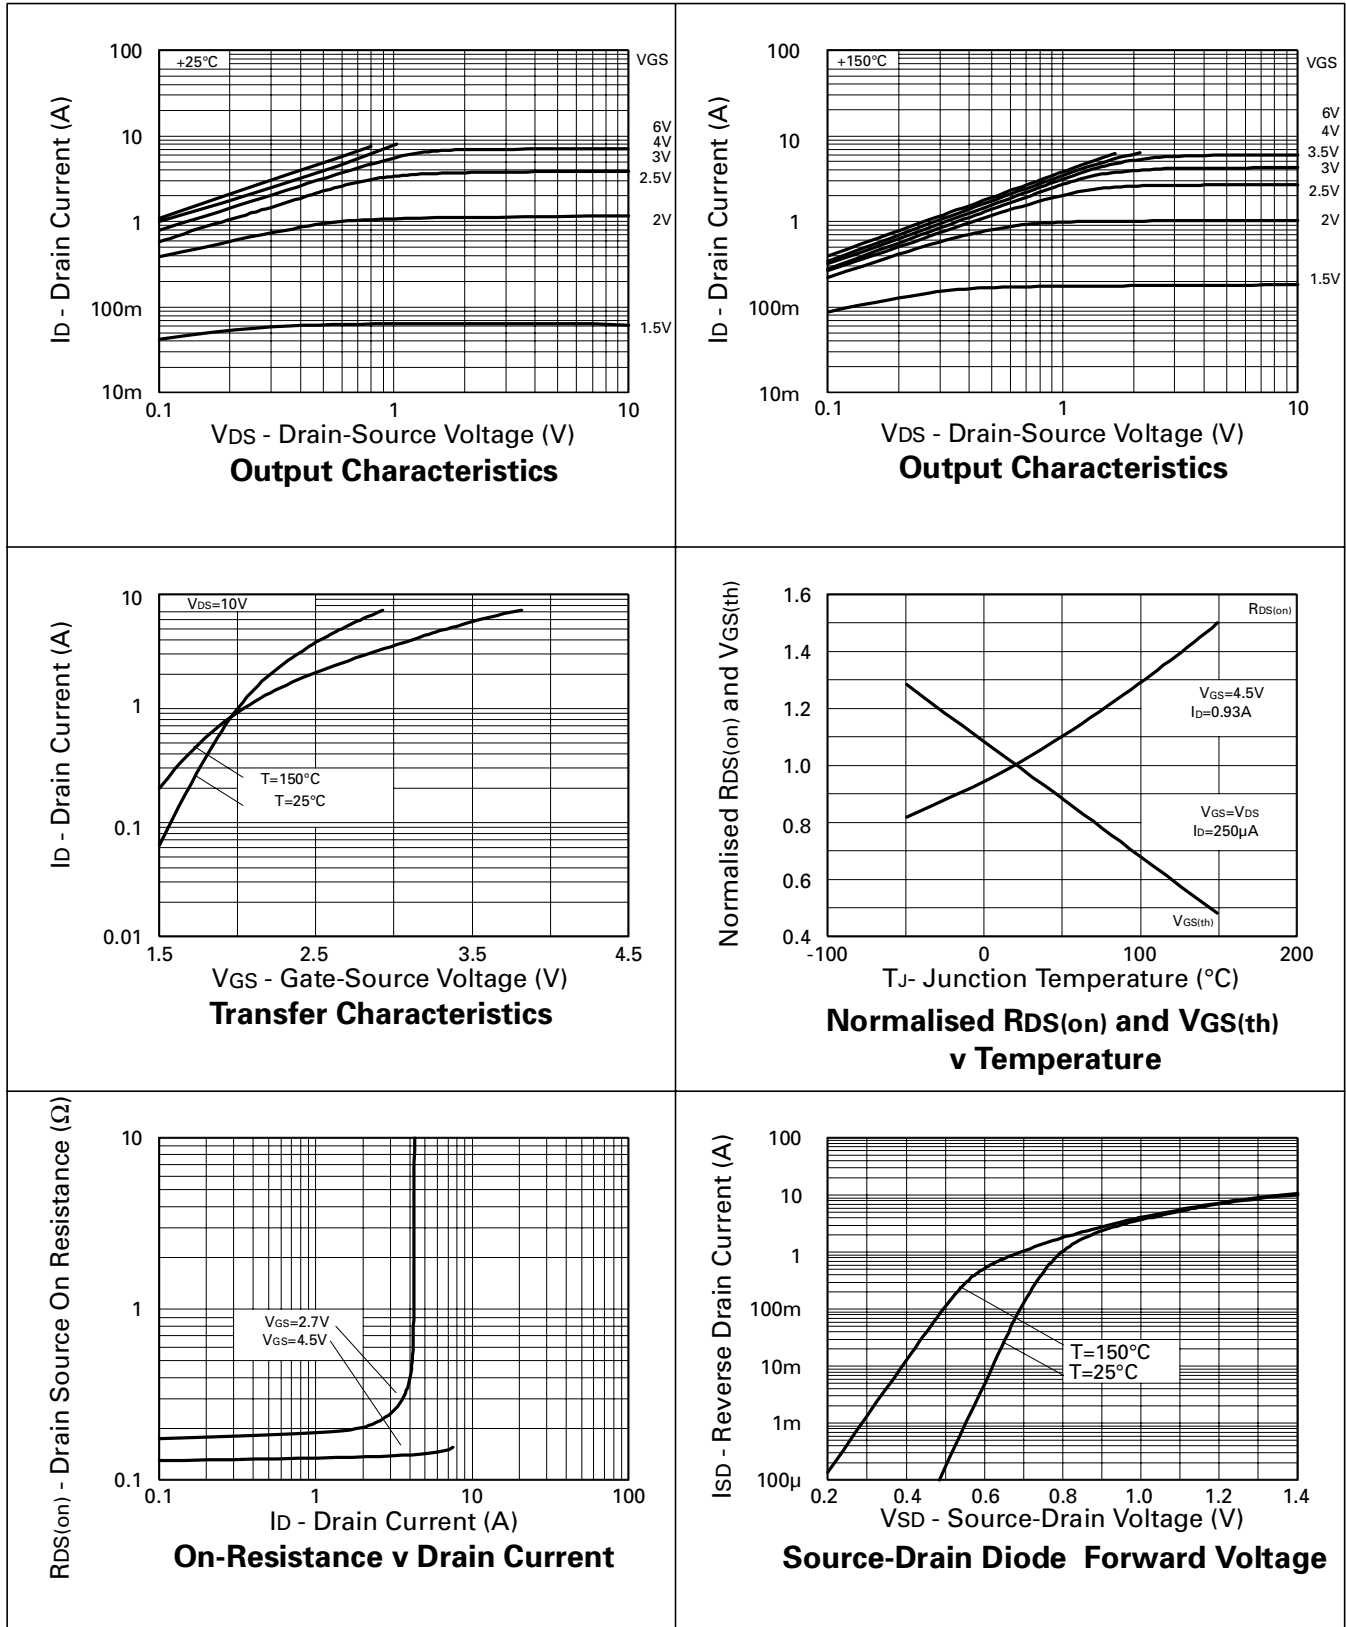 100
10
1
100m
10m
+25°C
VGS
6V
4V
3V
2.5V
2V
1.5V
0.1
1
10
ID - Drain Current (A)
VDS - Drain-Source Voltage (V)
Output Characteristics
100
10
1
100m
10m
+150°C
VGS
6V
4V
3.5V
3V
2.5V
2V
1.5V
0.1
1
10
ID - Drain Current (A)
VDS - Drain-Source Voltage (V)
Output Characteristics
10
1
0.1
0.01
VDS=10V
T=150°C
T=25°C
1.5
2.5
3.5
4.5
ID - Drain Current (A)
VGS - Gate-Source Voltage (V)
Transfer Characteristics
1.6
1.4
1.2
1.0
0.8
0.6
0.4
RDS(on)
VGS=4.5V
ID=0.93A
VGS=VDS
ID=250µA
VGS(th)
-100
0
100
200
Normalised RDS(on) and VGS(th)
TJ- Junction Temperature (°C)
Normalised RDS(on) and VGS(th)
v Temperature
10
1
0.1
VGS=2.7V
VGS=4.5V
0.1
1
10
100
RDS(on) - Drain Source On Resistance (Ω)
ID - Drain Current (A)
On-Resistance v Drain Current
100
10
1
100m
10m
1m
100µ
T=150°C
T=25°C
0.2
0.4
0.6
0.8
1.0
1.2
1.4
ISD - Reverse Drain Current (A)
VSD - Source-Drain Voltage (V)
Source-Drain Diode Forward Voltage